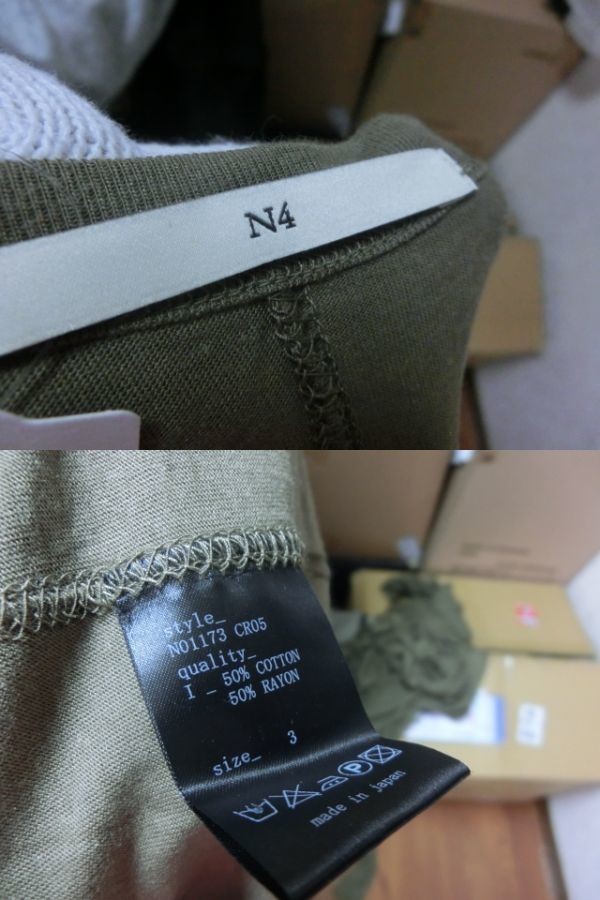 N4
style_
N01173 CR05
quality_
I - 50% COTTON
50% RAYON
size_ 3
made in japan